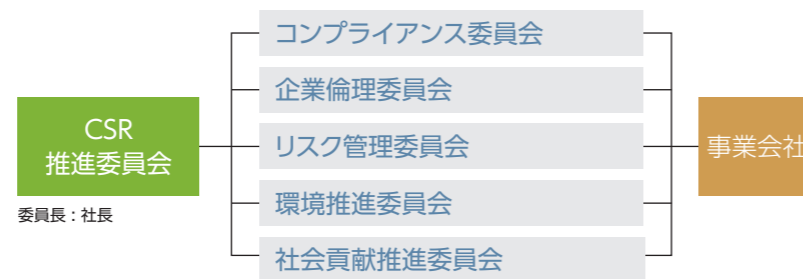 CSR
推進委員会
委員長：社長
コンプライアンス委員会
企業倫理委員会
リスク管理委員会
環境推進委員会
社会貢献推進委員会
事業会社